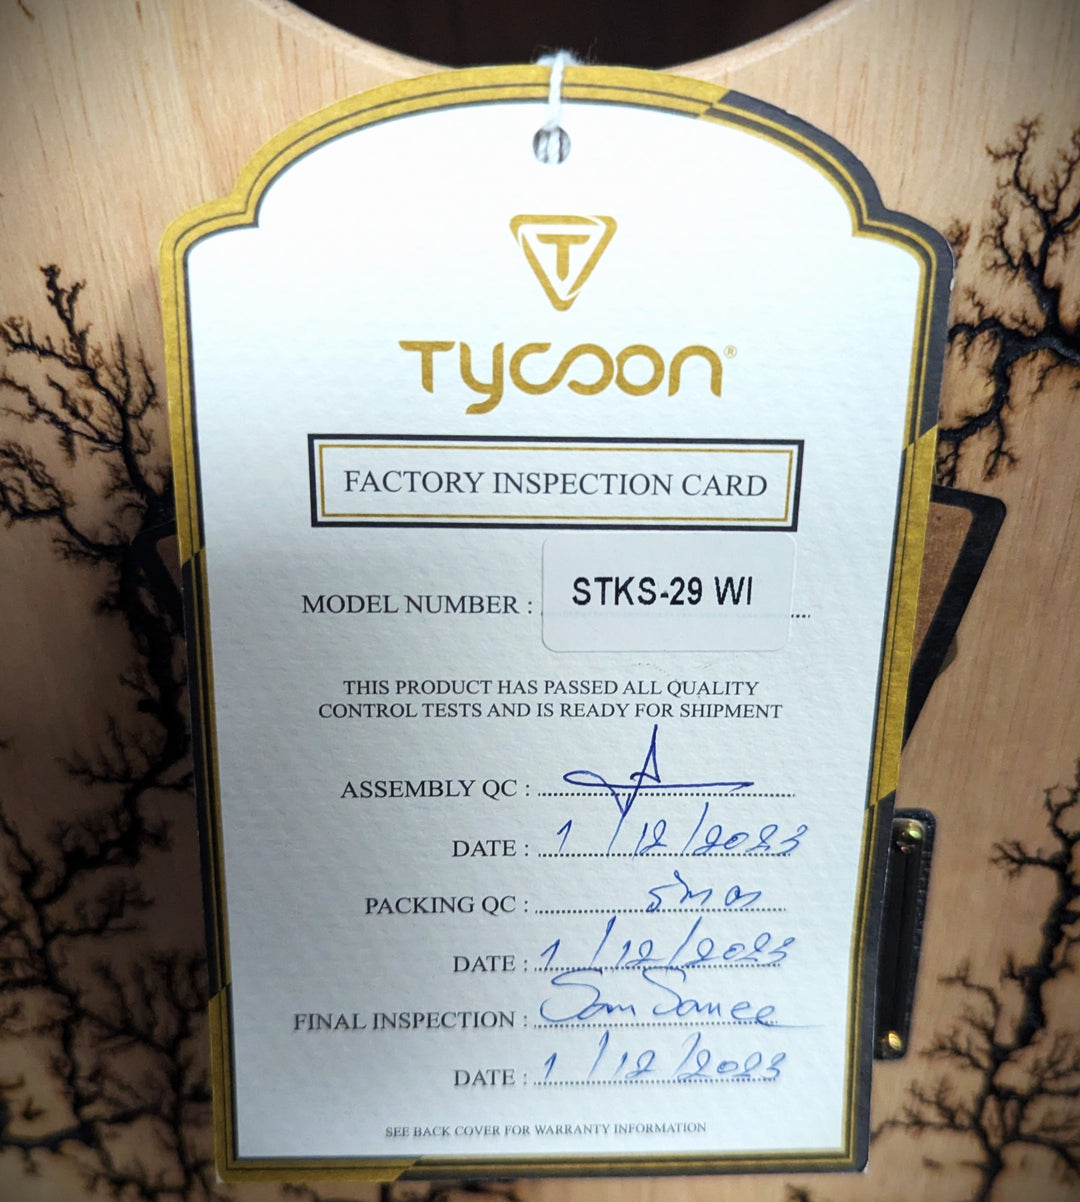 T
Tycoon®
FACTORY INSPECTION CARD
MODEL NUMBER : STKS-29 WI
THIS PRODUCT HAS PASSED ALL QUALITY
CONTROL TESTS AND IS READY FOR SHIPMENT
ASSEMBLY QC :
DATE : 1/12/2023
PACKING QC :
DATE : 1/12/2023
FINAL INSPECTION : Sam
DATE : 1/12/2023
SEE BACK COVER FOR WARRANTY INFORMATION